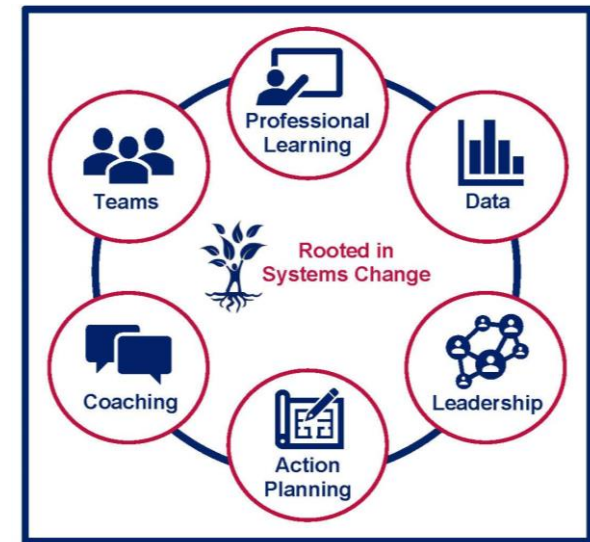 Professional
Learning
Teams
Data
Rooted in
Systems Change
Coaching
Leadership
Action
Planning